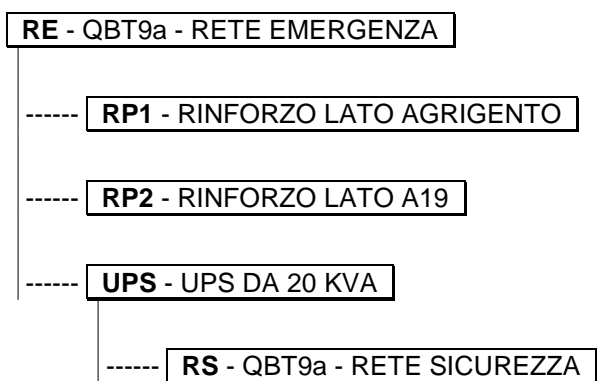 RE - QBT9a - RETE EMERGENZA
------ RP1 - RINFORZO LATO AGRIGENTO
------ RP2 - RINFORZO LATO A19
------ UPS - UPS DA 20 KVA
------ RS - QBT9a - RETE SICUREZZA